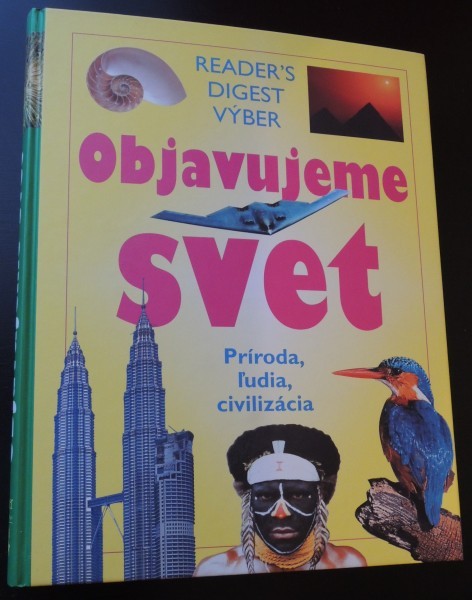 READER'S
DIGEST
VÝBER
Objavujeme
svet
Príroda,
ľudia,
civilizácia